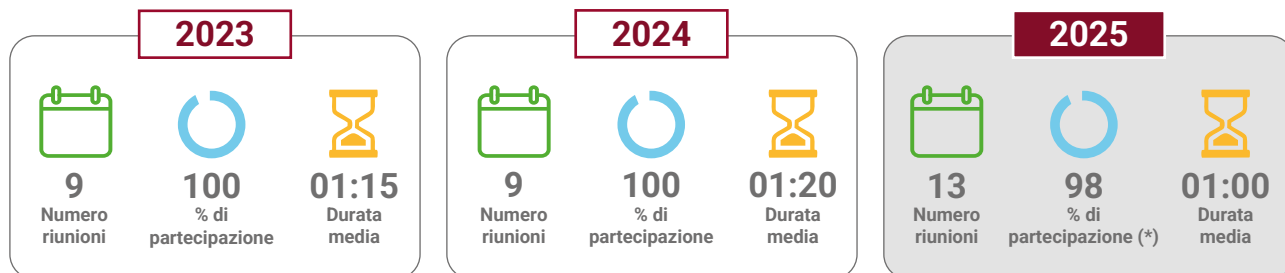 2023
9
Numero
riunioni
100
% di
partecipazione
01:15
Durata
media
2024
9
Numero
riunioni
100
% di
partecipazione
01:20
Durata
media
2025
13
Numero
riunioni
98
% di
partecipazione (*)
01:00
Durata
media